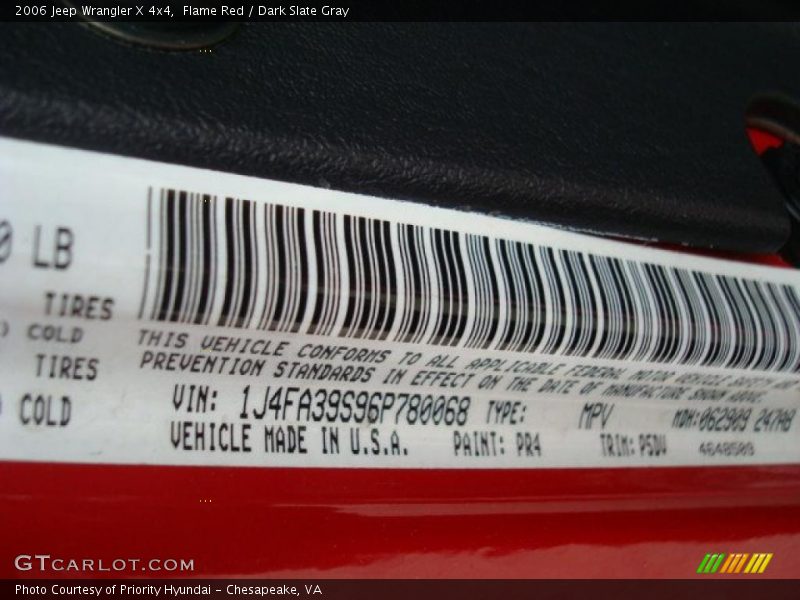 2006 Jeep Wrangler X 4x4,  Flame Red / Dark Slate Gray
0 LB
TIRES
COLD
TIRES
COLD
THIS VEHICLE CONFORMS TO ALL APPLICABLE FEDERAL MOTOR VEHICLE SAFETY AND
PREVENTION STANDARDS IN EFFECT ON THE DATE OF MANUFACTURE SHOWN ABOVE.
VIN: 1J4FA39S96P780068 TYPE: MPV MDH:062909 247AB
VEHICLE MADE IN U.S.A. PAINT: PR4 TRIM: P5DV
GTCARLOT.COM
Photo Courtesy of Priority Hyundai - Chesapeake, VA